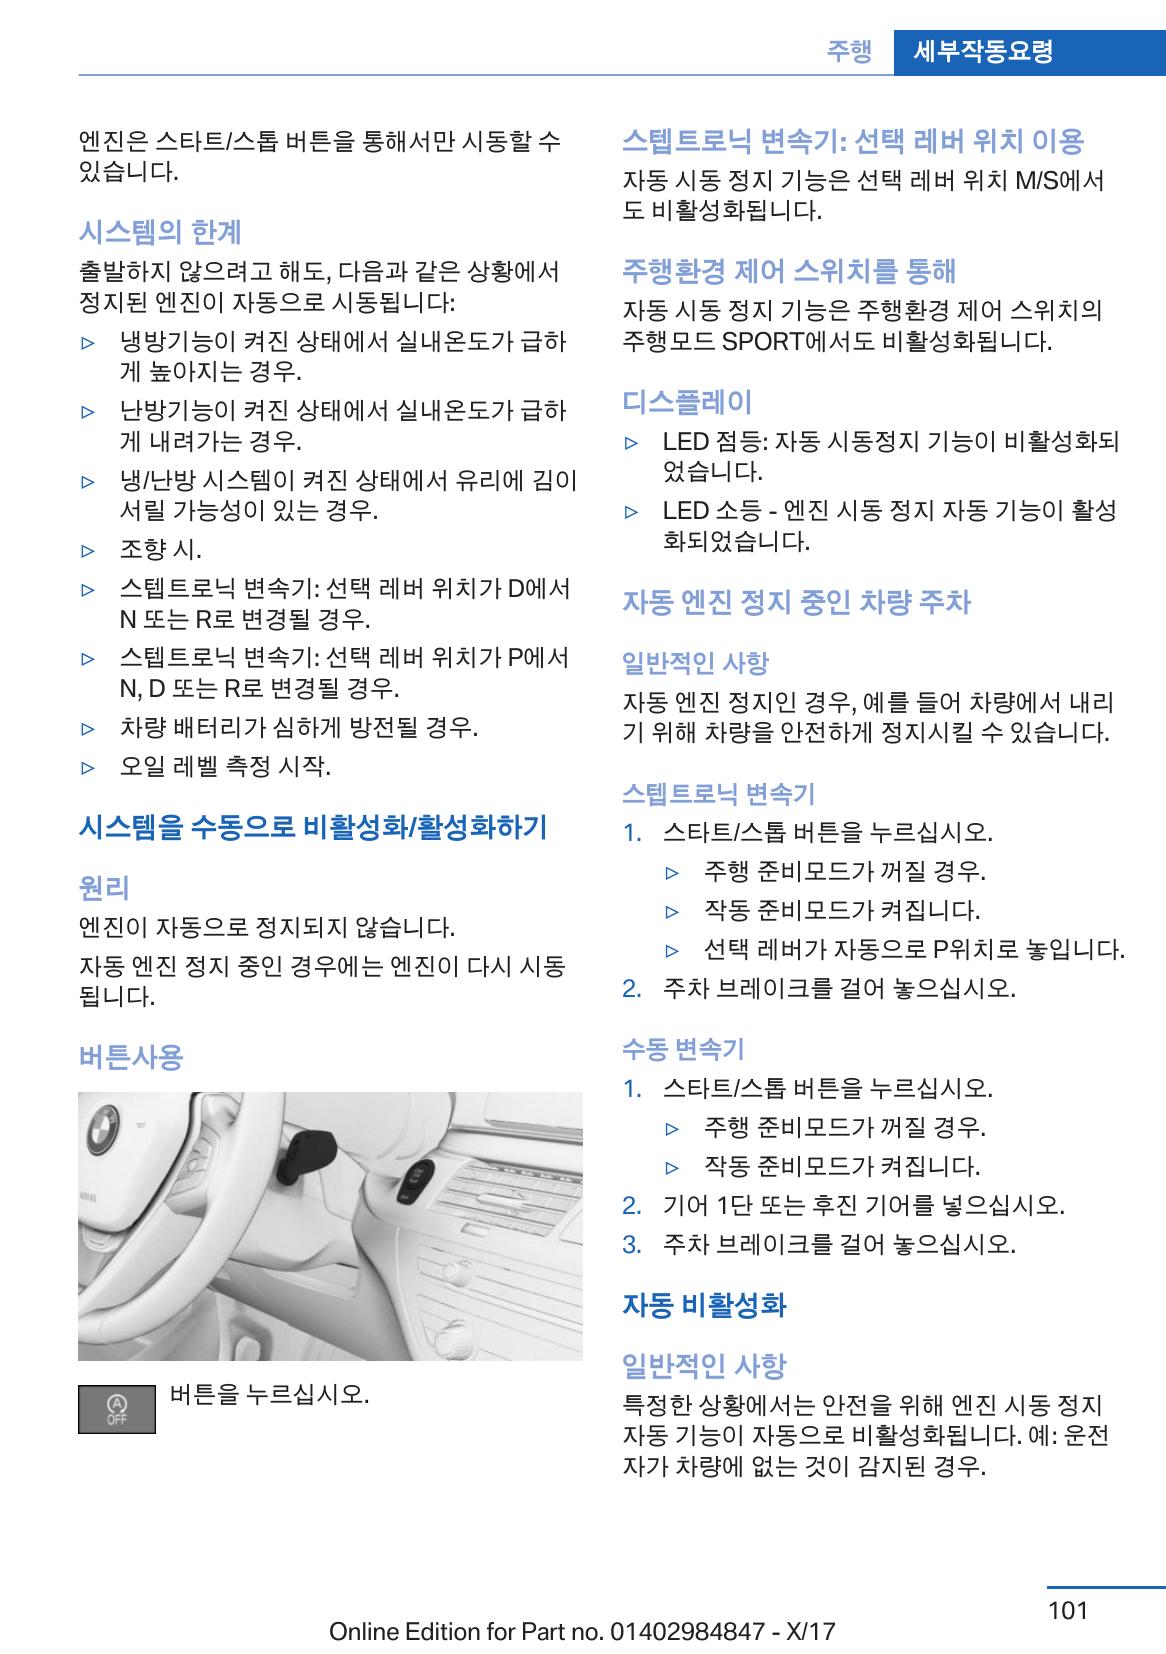 주행
세부작동요령
엔진은 스타트/스톱 버튼을 통해서만 시동할 수
있습니다.
시스템의 한계
출발하지 않으려고 해도, 다음과 같은 상황에서
정지된 엔진이 자동으로 시동됩니다:
▷ 냉방기능이 켜진 상태에서 실내온도가 급하
게 높아지는 경우.
▷ 난방기능이 켜진 상태에서 실내온도가 급하
게 내려가는 경우.
▷ 냉/난방 시스템이 켜진 상태에서 유리에 김이
서릴 가능성이 있는 경우.
▷ 조향 시.
▷ 스텝트로닉 변속기: 선택 레버 위치가 D에서
N 또는 R로 변경될 경우.
▷ 스텝트로닉 변속기: 선택 레버 위치가 P에서
N, D 또는 R로 변경될 경우.
▷ 차량 배터리가 심하게 방전될 경우.
▷ 오일 레벨 측정 시작.
시스템을 수동으로 비활성화/활성화하기
원리
엔진이 자동으로 정지되지 않습니다.
자동 엔진 정지 중인 경우에는 엔진이 다시 시동
됩니다.
버튼사용
BMW
AIRBAG
A
OFF
버튼을 누르십시오.
스텝트로닉 변속기: 선택 레버 위치 이용
자동 시동 정지 기능은 선택 레버 위치 M/S에서
도 비활성화됩니다.
주행환경 제어 스위치를 통해
자동 시동 정지 기능은 주행환경 제어 스위치의
주행모드 SPORT에서도 비활성화됩니다.
디스플레이
▷ LED 점등: 자동 시동정지 기능이 비활성화되
었습니다.
▷ LED 소등 - 엔진 시동 정지 자동 기능이 활성
화되었습니다.
자동 엔진 정지 중인 차량 주차
일반적인 사항
자동 엔진 정지인 경우, 예를 들어 차량에서 내리
기 위해 차량을 안전하게 정지시킬 수 있습니다.
스텝트로닉 변속기
1. 스타트/스톱 버튼을 누르십시오.
▷ 주행 준비모드가 꺼질 경우.
▷ 작동 준비모드가 켜집니다.
▷ 선택 레버가 자동으로 P위치로 놓입니다.
2. 주차 브레이크를 걸어 놓으십시오.
수동 변속기
1. 스타트/스톱 버튼을 누르십시오.
▷ 주행 준비모드가 꺼질 경우.
▷ 작동 준비모드가 켜집니다.
2. 기어 1단 또는 후진 기어를 넣으십시오.
3. 주차 브레이크를 걸어 놓으십시오.
자동 비활성화
일반적인 사항
특정한 상황에서는 안전을 위해 엔진 시동 정지
자동 기능이 자동으로 비활성화됩니다. 예: 운전
자가 차량에 없는 것이 감지된 경우.
101
Online Edition for Part no. 01402984847 - X/17